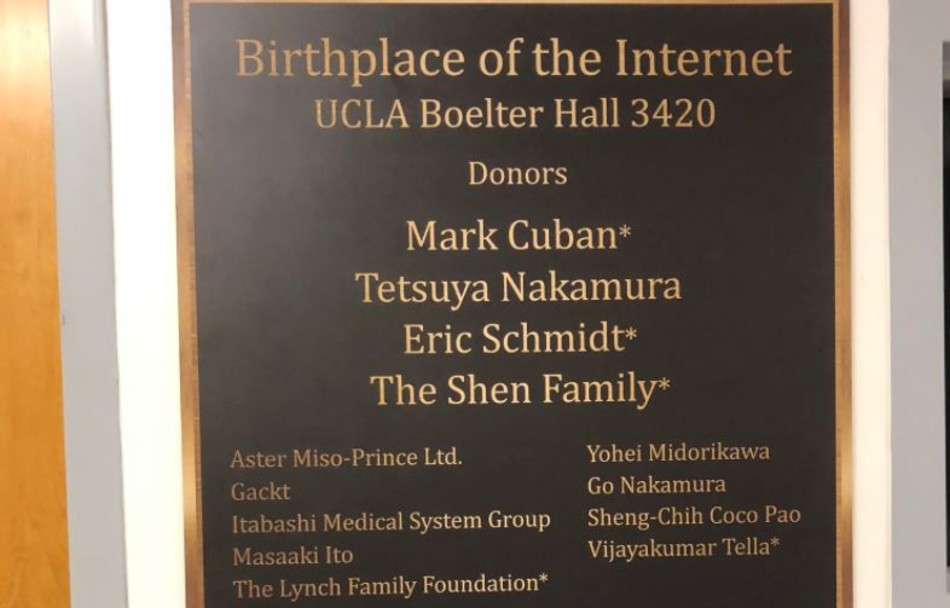 Birthplace of the Internet
UCLA Boelter Hall 3420
Donors
Mark Cuban*
Tetsuya Nakamura
Eric Schmidt*
The Shen Family*
Aster Miso-Prince Ltd.
Gackt
Itabashi Medical System Group
Masaaki Ito
The Lynch Family Foundation*
Yohei Midorikawa
Go Nakamura
Sheng-Chih Coco Pao
Vijayakumar Tella*